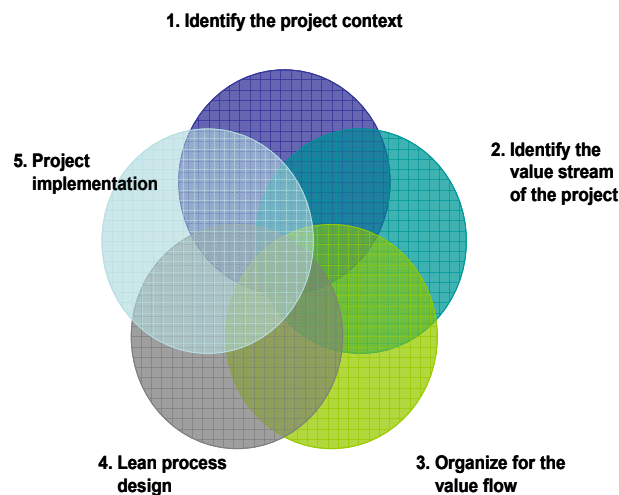 1. Identify the project context
2. Identify the
value stream
of the project
3. Organize for the
value flow
4. Lean process
design
5. Project
implementation